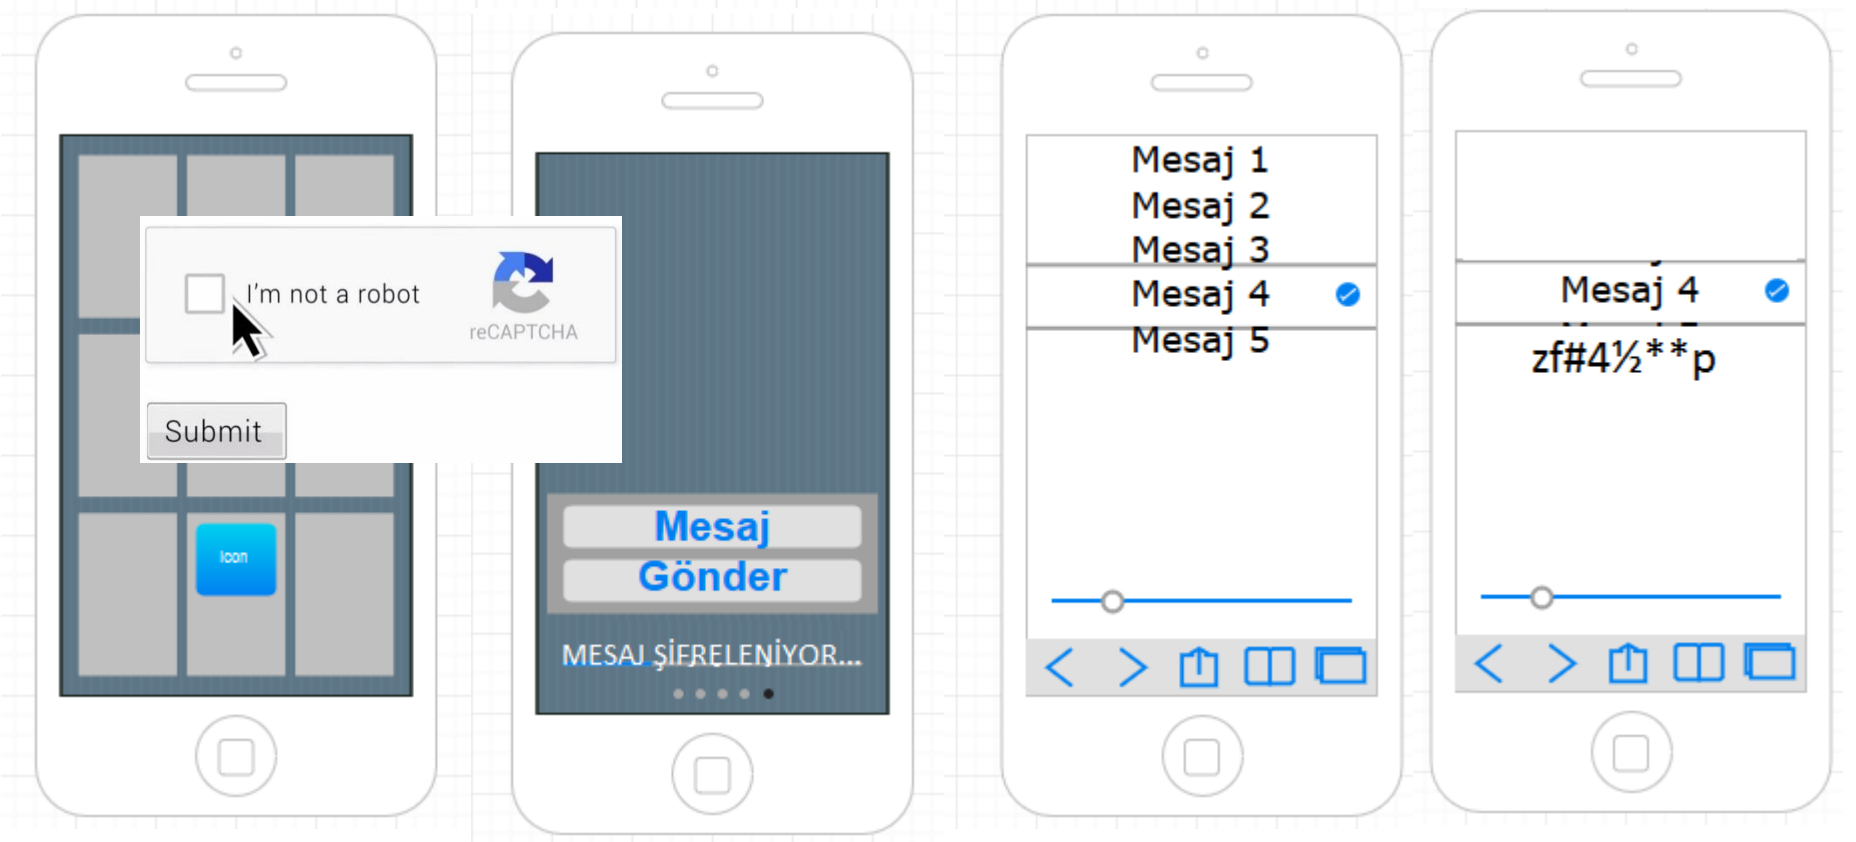 I'm not a robot
reCAPTCHA
Submit
Icon
Mesaj
Gönder
MESAJ ŞİFRELENİYOR...
Mesaj 1
Mesaj 2
Mesaj 3
Mesaj 4
Mesaj 5
Mesaj 4
zf#4½**p